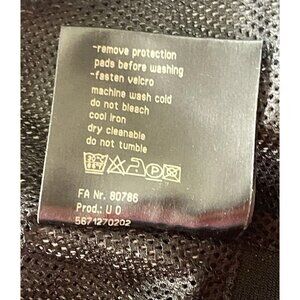 -remove protection
pads before washing
-fasten velcro
machine wash cold
do not bleach
cool iron
dry cleanable
do not tumble
FA Nr. 80786
Prod.: U O
5671270202